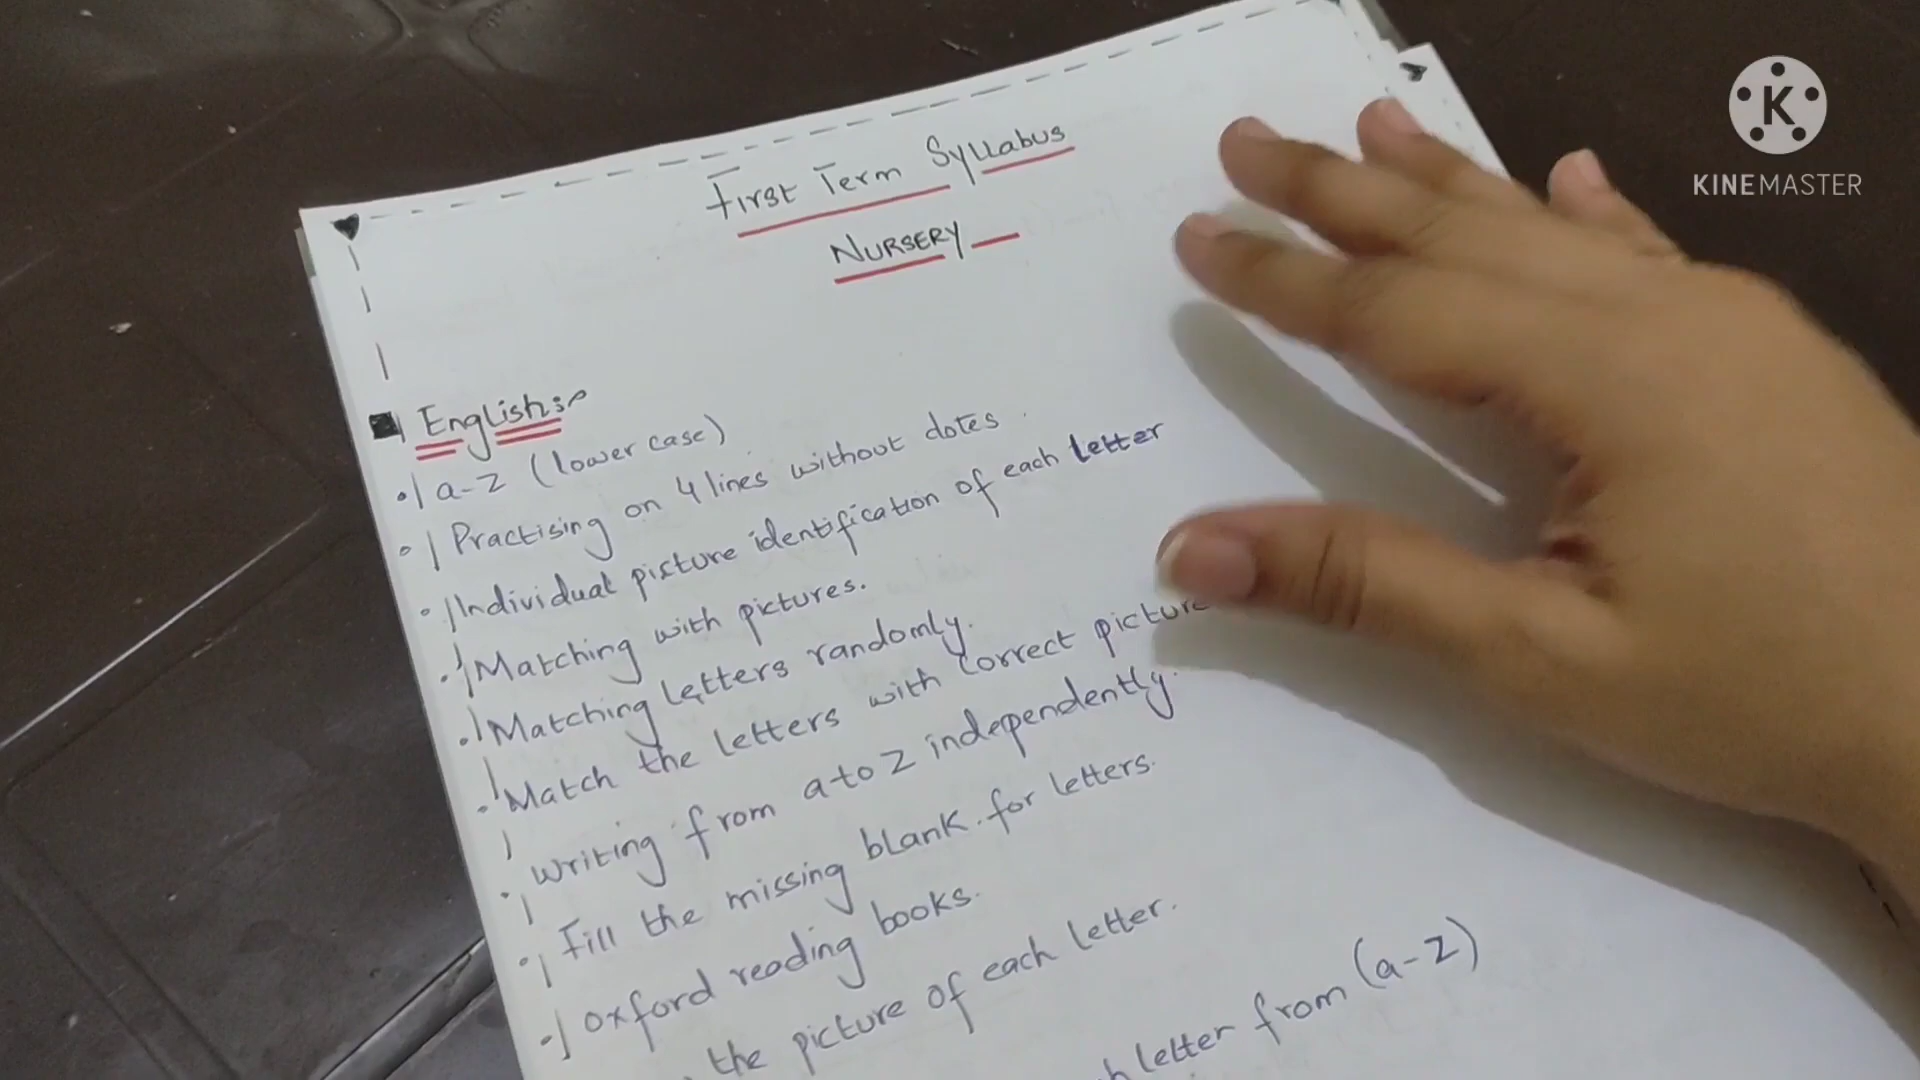 First Term Syllabus
NURSERY
English:-
a-z (lower case)
Practising on 4 lines without dotes.
Individual picture identification of each letter
Matching with pictures.
Matching letters randomly.
Match the letters with correct picture
Writing from a to z independently.
Fill the missing blank for letters.
Oxford reading books.
the picture of each letter.
letter from (a-z)
K
KINEMASTER